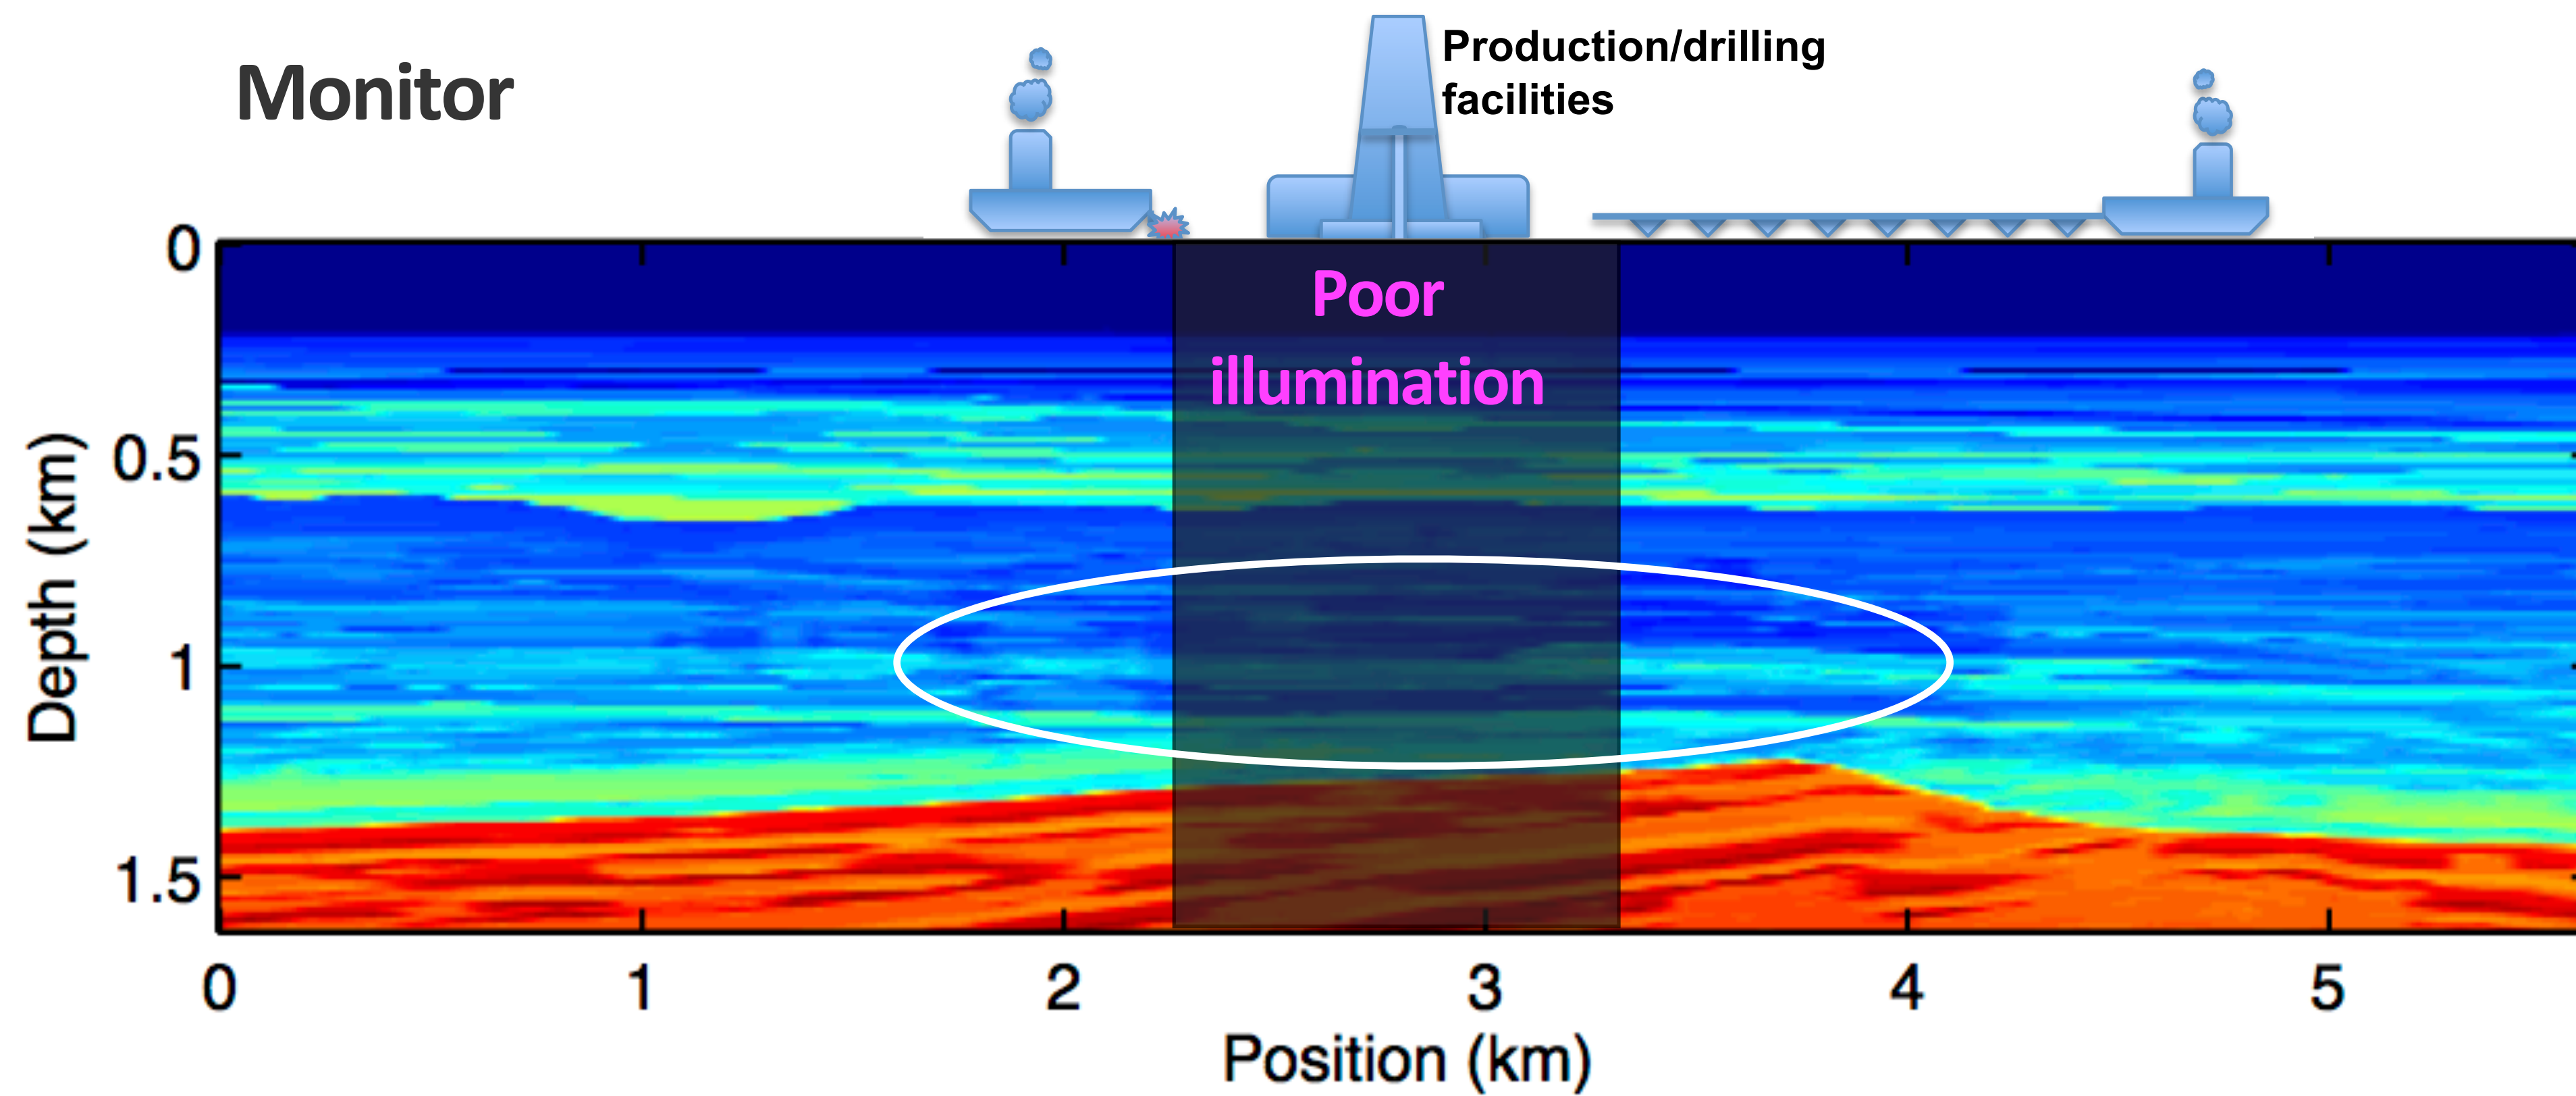 Monitor
Production/drilling
facilities
Poor
illumination
0
0.5
1
1.5
Depth (km)
0
1
2
3
4
5
Position (km)